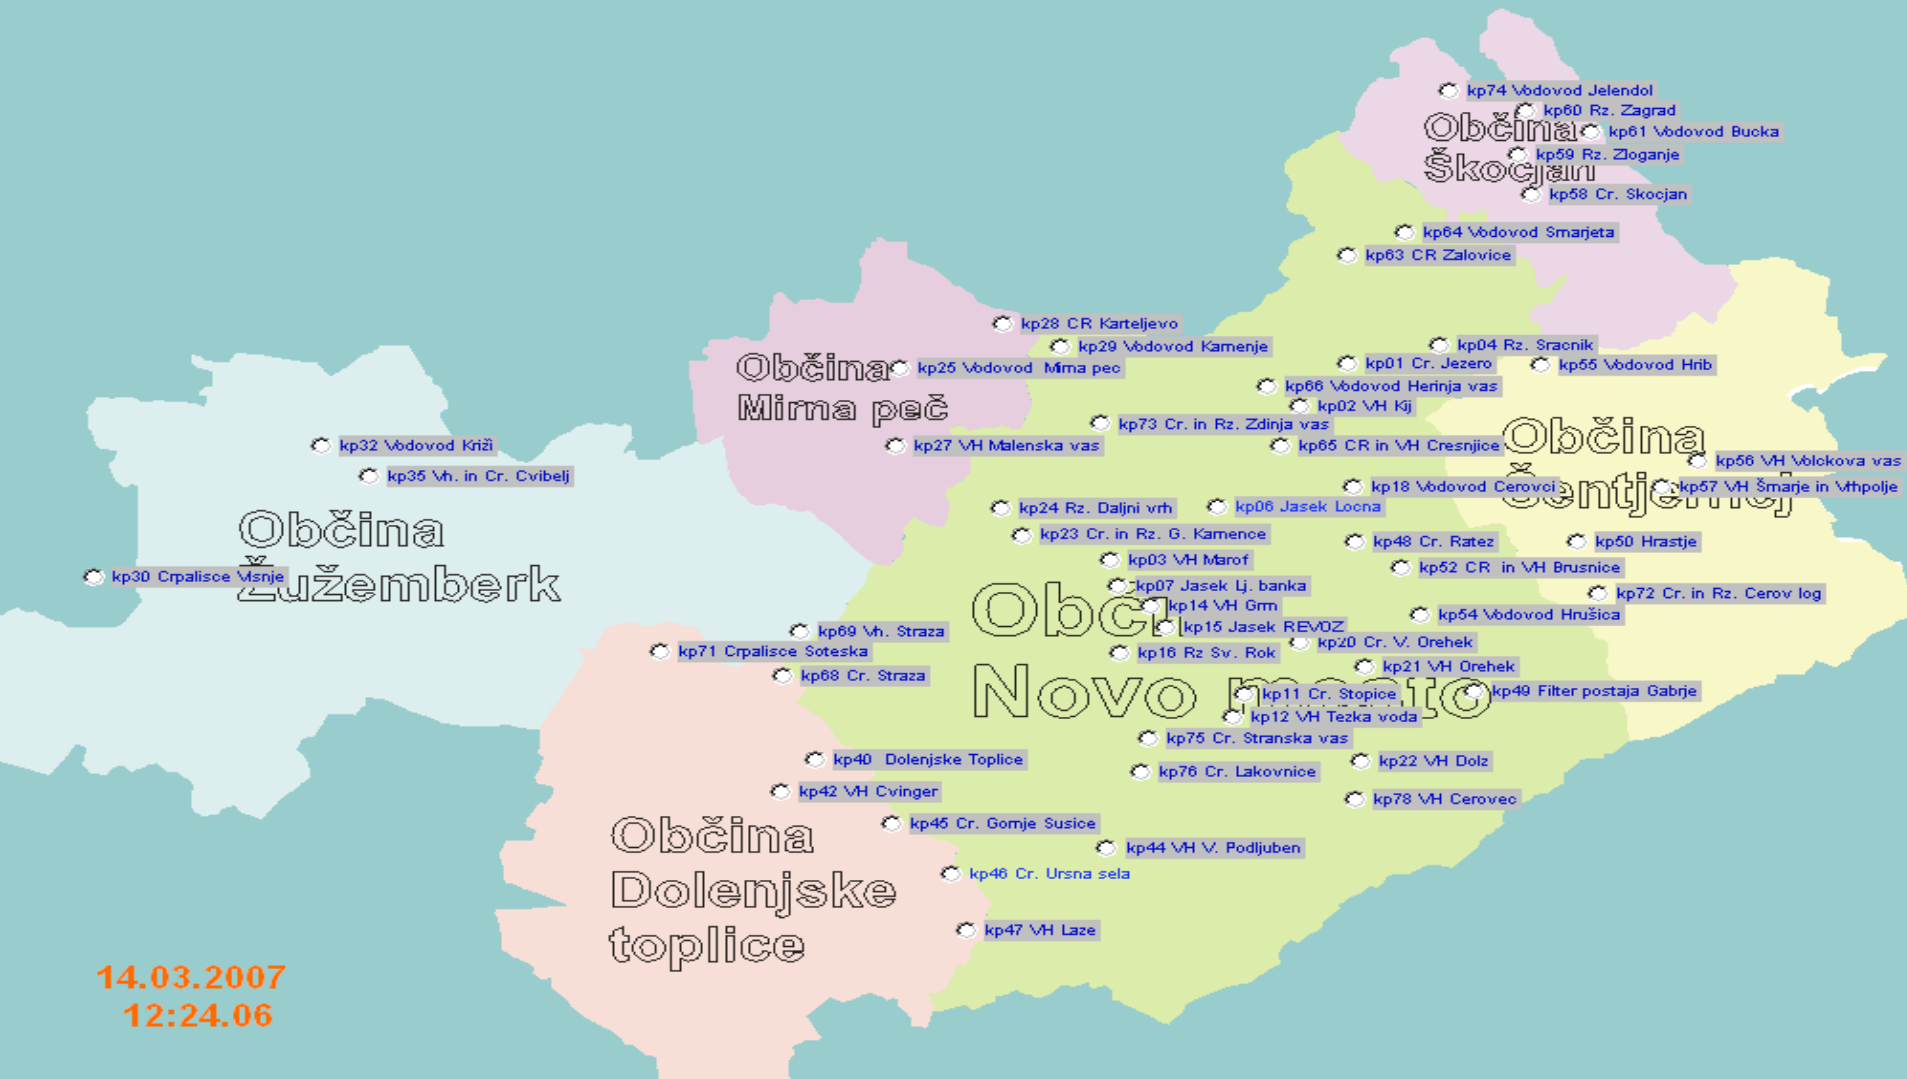 kp74 Vodovod Jelendol
kp60 Rz. Zagrad
Občina
kp61 Vodovod Bucka
kp59 Rz. Zloganje
Škocjan
kp58 Cr. Skocjan
kp64 Vodovod Smarjeta
kp63 CR Zalovice
kp28 CR Karteljevo
kp29 Vodovod Kamenje
kp04 Rz. Sracnik
kp01 Cr. Jezero
kp55 Vodovod Hrib
Občina
kp25 Vodovod Mirna pec
kp66 Vodovod Herinja vas
Mirna peč
kp02 VH Kij
kp73 Cr. in Rz. Zdinja vas
Občina
kp32 Vodovod Križi
kp27 VH Malenska vas
kp65 CR in VH Cresnjice
kp56 VH Volckova vas
kp35 Vh. in Cr. Cvibelj
kp18 Vodovod Cerovci
Šentjernej
kp57 VH Šmarje in Vrhpolje
kp24 Rz. Daljni vrh
kp06 Jasek Locna
Občina
kp23 Cr. in Rz. G. Kamence
kp48 Cr. Ratez
kp50 Hrastje
kp03 VH Marof
kp52 CR in VH Brusnice
kp30 Crpalisce Visnje
Žužemberk
kp07 Jasek Lj. banka
kp72 Cr. in Rz. Cerov log
kp14 VH Grm
Občin
kp54 Vodovod Hrušica
kp15 Jasek REVOZ
kp69 Vh. Straza
kp20 Cr. V. Orehek
kp71 Crpalisce Soteska
kp16 Rz Sv. Rok
kp21 VH Orehek
kp68 Cr. Straza
Novo mesto
kp11 Cr. Stopice
kp49 Filter postaja Gabrje
kp12 VH Tezka voda
kp75 Cr. Stranska vas
kp40 Dolenjske Toplice
kp22 VH Dolz
kp76 Cr. Lakovnice
kp42 VH Cvinger
kp78 VH Cerovec
kp45 Cr. Gornje Susice
Občina
kp44 VH V. Podljuben
kp46 Cr. Ursna sela
Dolenjske
kp47 VH Laze
toplice
14.03.2007
12:24.06